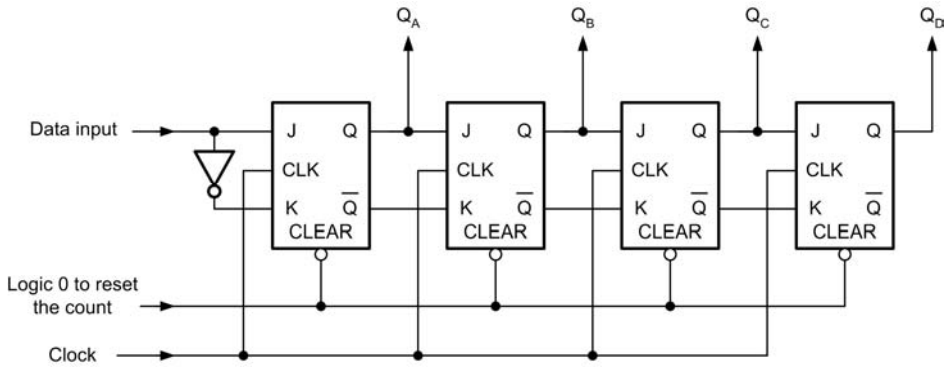 Q_A Q_B Q_C Q_D
Data input J Q J Q J Q J Q
CLK CLK CLK CLK
K Q̅ K Q̅ K Q̅ K Q̅
CLEAR CLEAR CLEAR CLEAR
Logic 0 to reset
the count
Clock